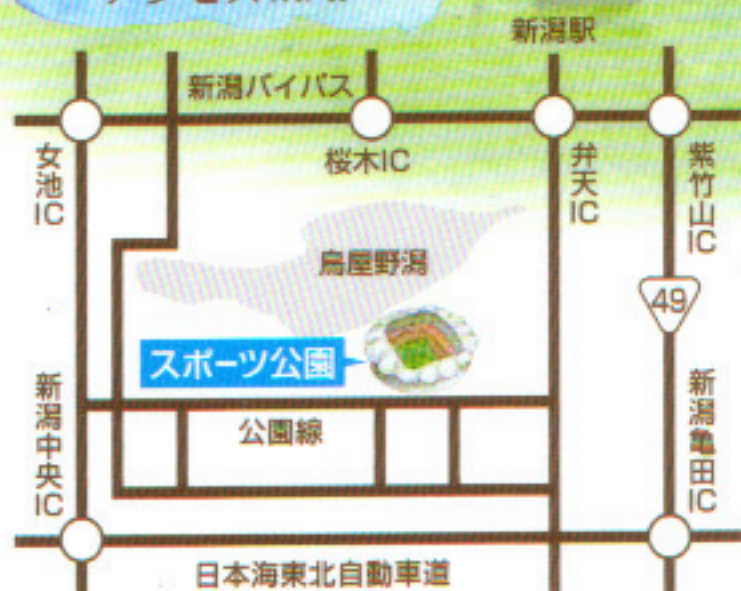 新潟駅
新潟バイパス
女池IC
桜木IC
弁天IC
紫竹山IC
鳥屋野潟
49
スポーツ公園
新潟中央IC
公園線
新潟亀田IC
日本海東北自動車道